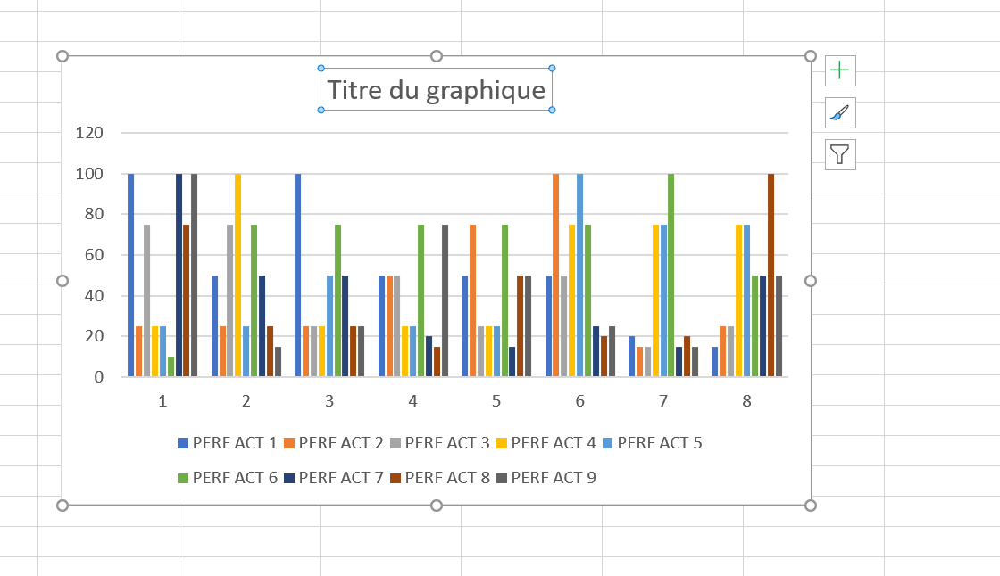 Titre du graphique
120
100
80
60
40
20
0
1 2 3 4 5 6 7 8
PERF ACT 1 PERF ACT 2 PERF ACT 3 PERF ACT 4 PERF ACT 5
PERF ACT 6 PERF ACT 7 PERF ACT 8 PERF ACT 9